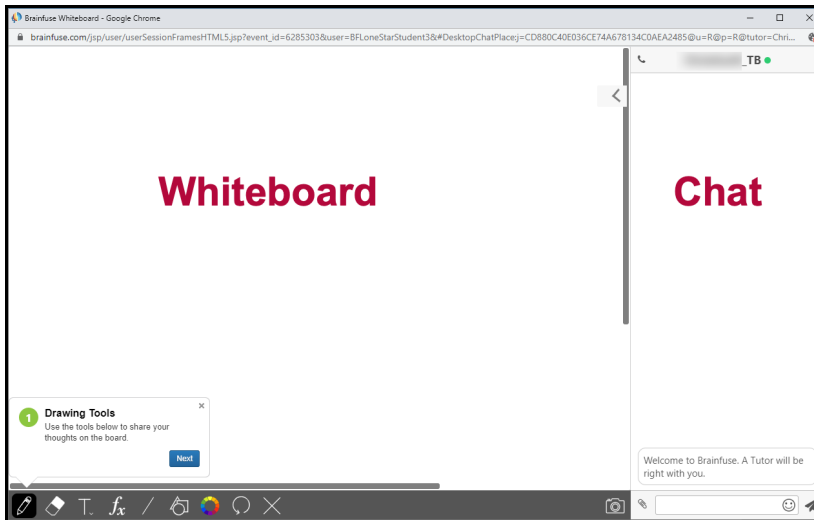 Brainfuse Whiteboard - Google Chrome
brainfuse.com/jsp/user/userSessionFramesHTML5.jsp?event_id=6285303&user=BFLoneStarStudent3&#DesktopChatPlace;j=CD880C40E036CE74A678134C0AEA2485@u=R@p=R@tutor=Chri...
_TB
Whiteboard
Chat
1
Drawing Tools
Use the tools below to share your
thoughts on the board.
Next
Welcome to Brainfuse. A Tutor will be
right with you.
T
fx